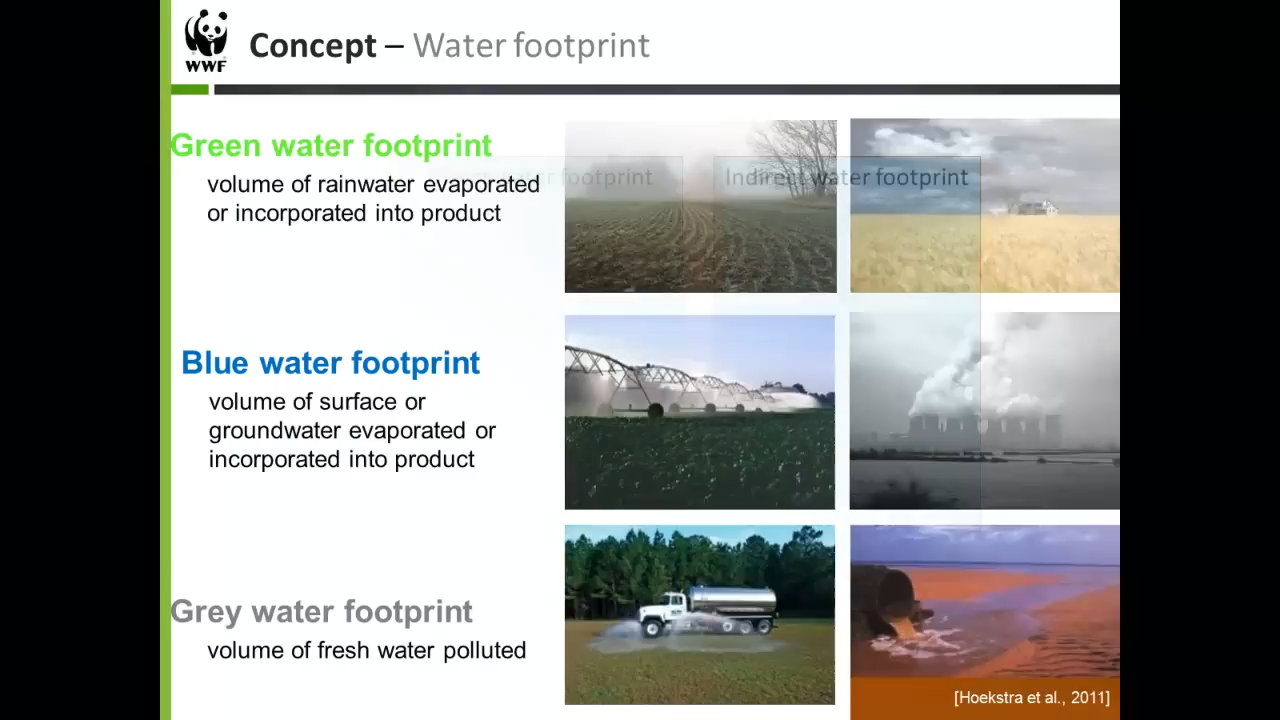 WWF
Concept – Water footprint
Green water footprint
volume of rainwater evaporated
or incorporated into product
footprint
Indirect water footprint
Blue water footprint
volume of surface or
groundwater evaporated or
incorporated into product
Grey water footprint
volume of fresh water polluted
[Hoekstra et al., 2011]